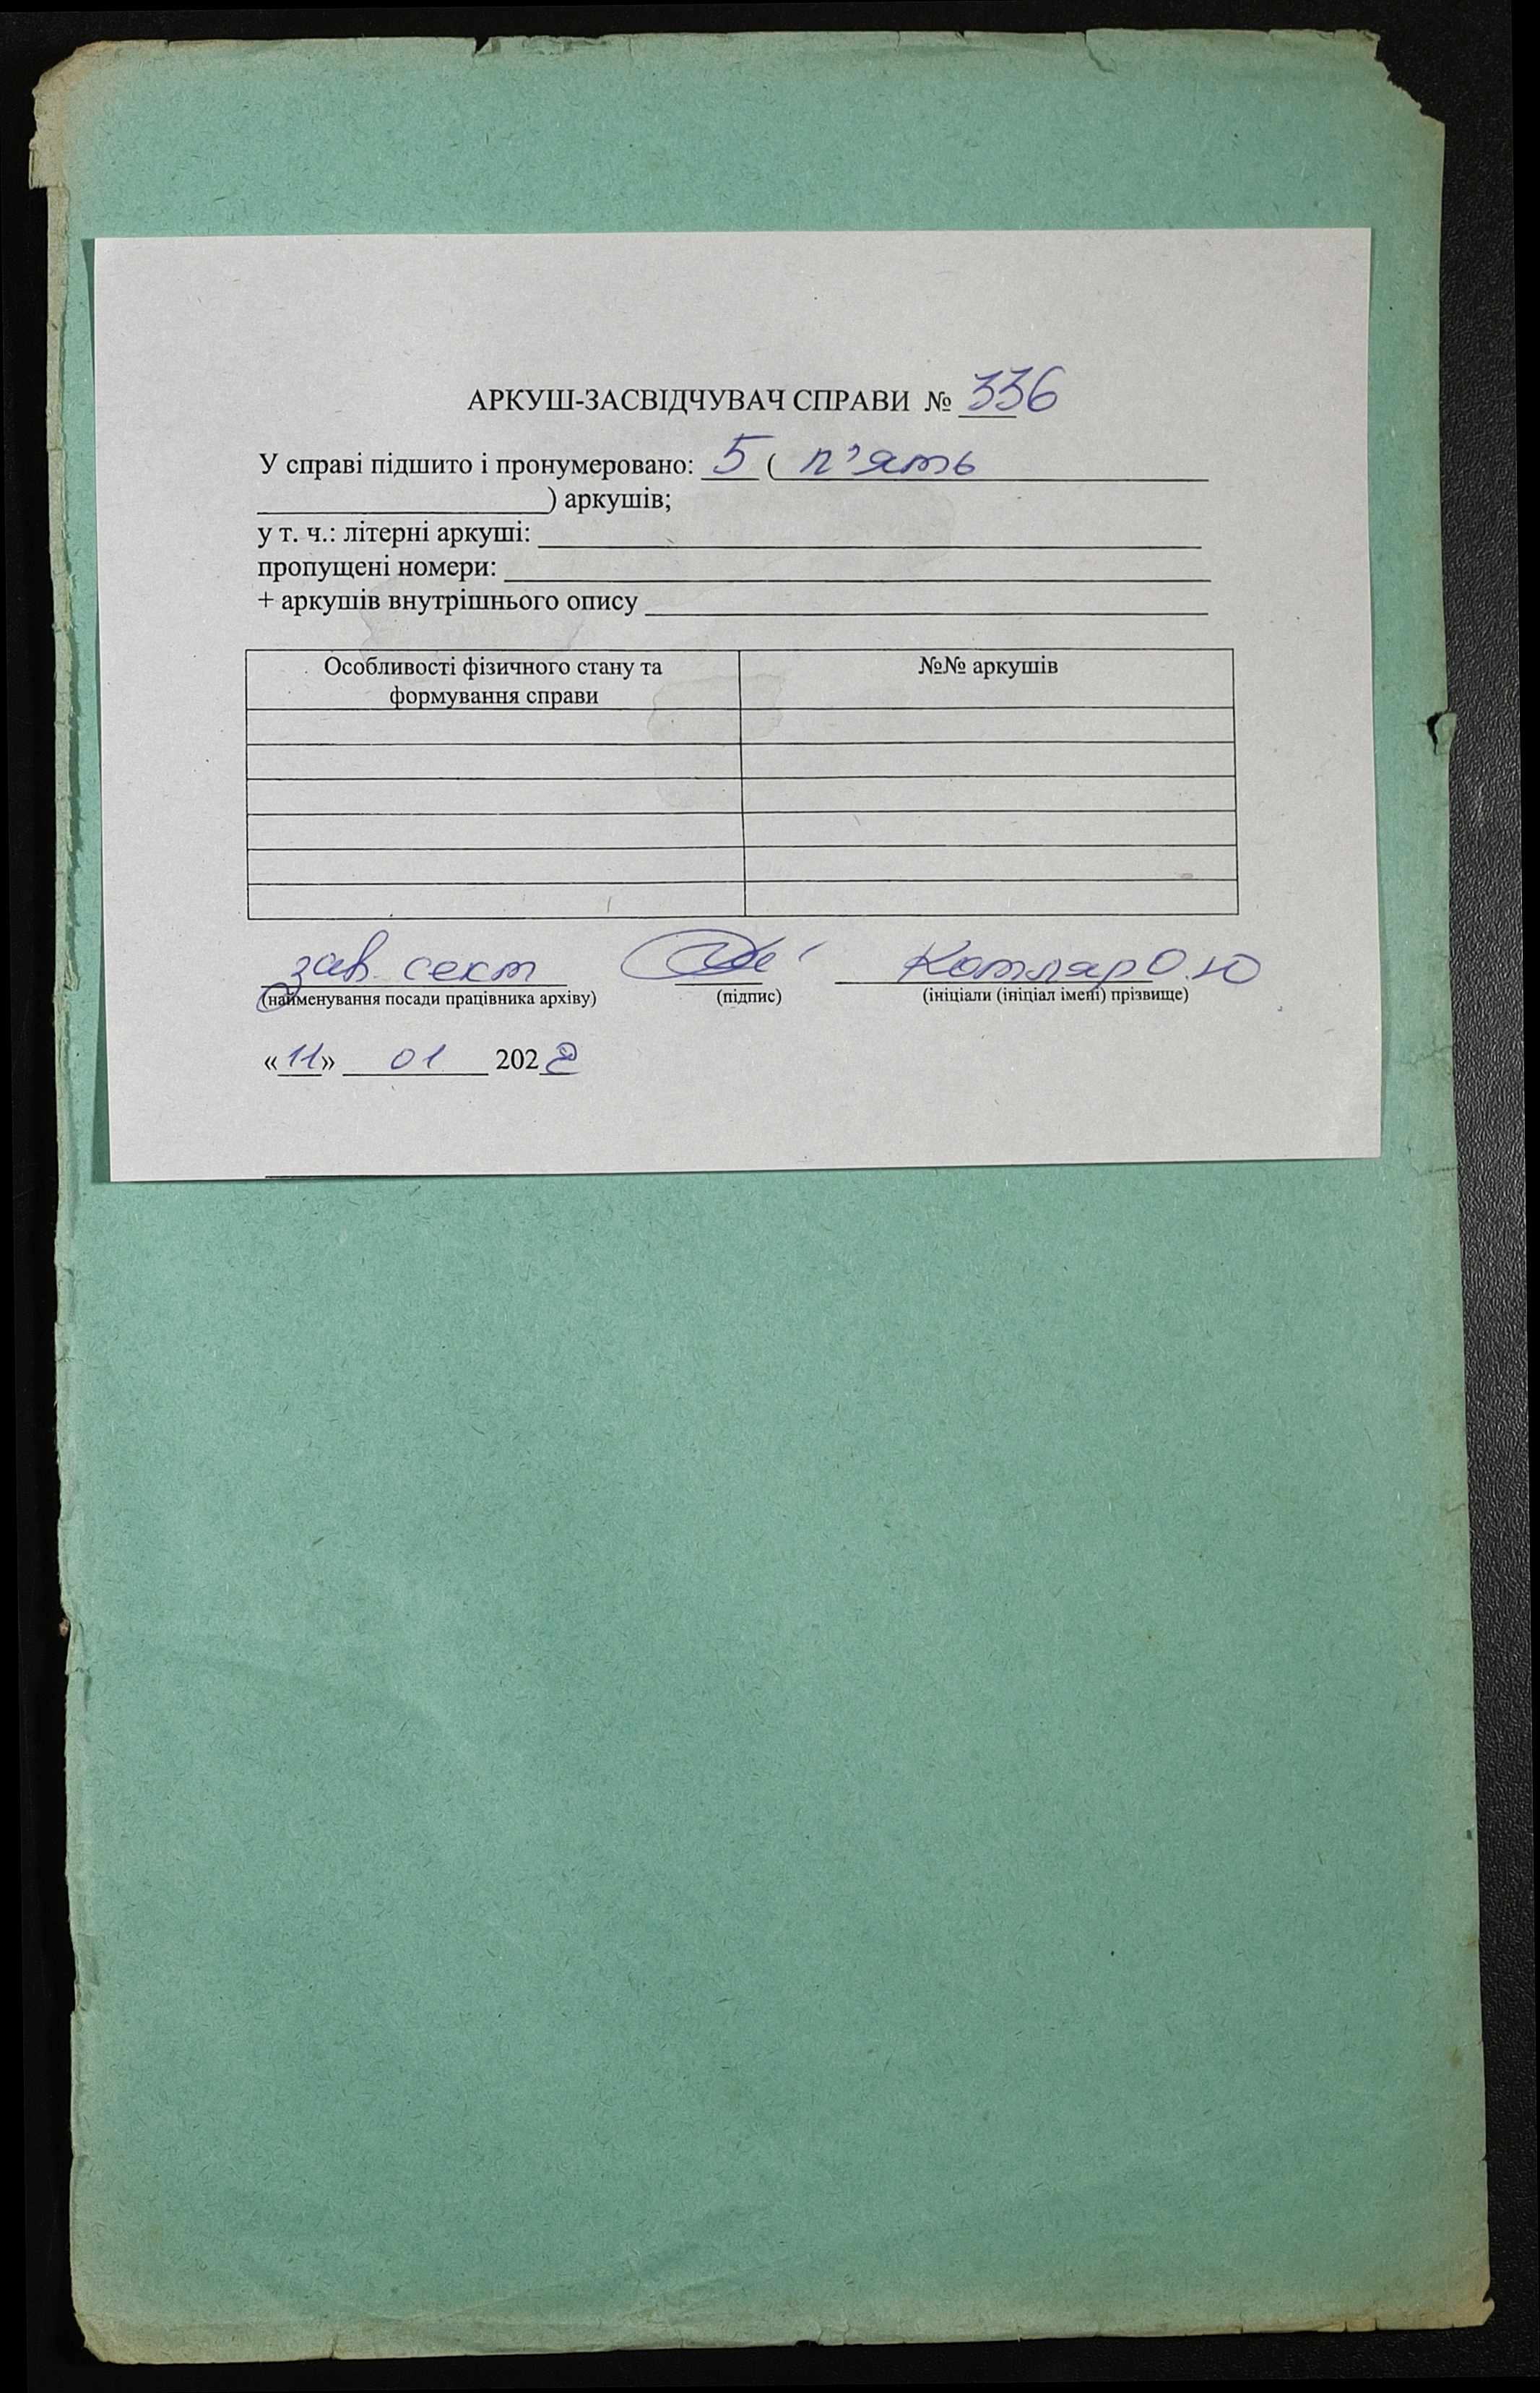 АРКУШ-ЗАСВІДЧУВАЧ СПРАВИ № 336
У справі підшито і пронумеровано: 5 ( п'ять
) аркушів;
у т. ч.: літерні аркуші:
пропущені номери:
+ аркушів внутрішнього опису
Особливості фізичного стану та формування справи
№№ аркушів
зав. сект Котляр О.Ю
(найменування посади працівника архіву) (підпис) (ініціали (ініціал імені) прізвище)
«11» 01 2022